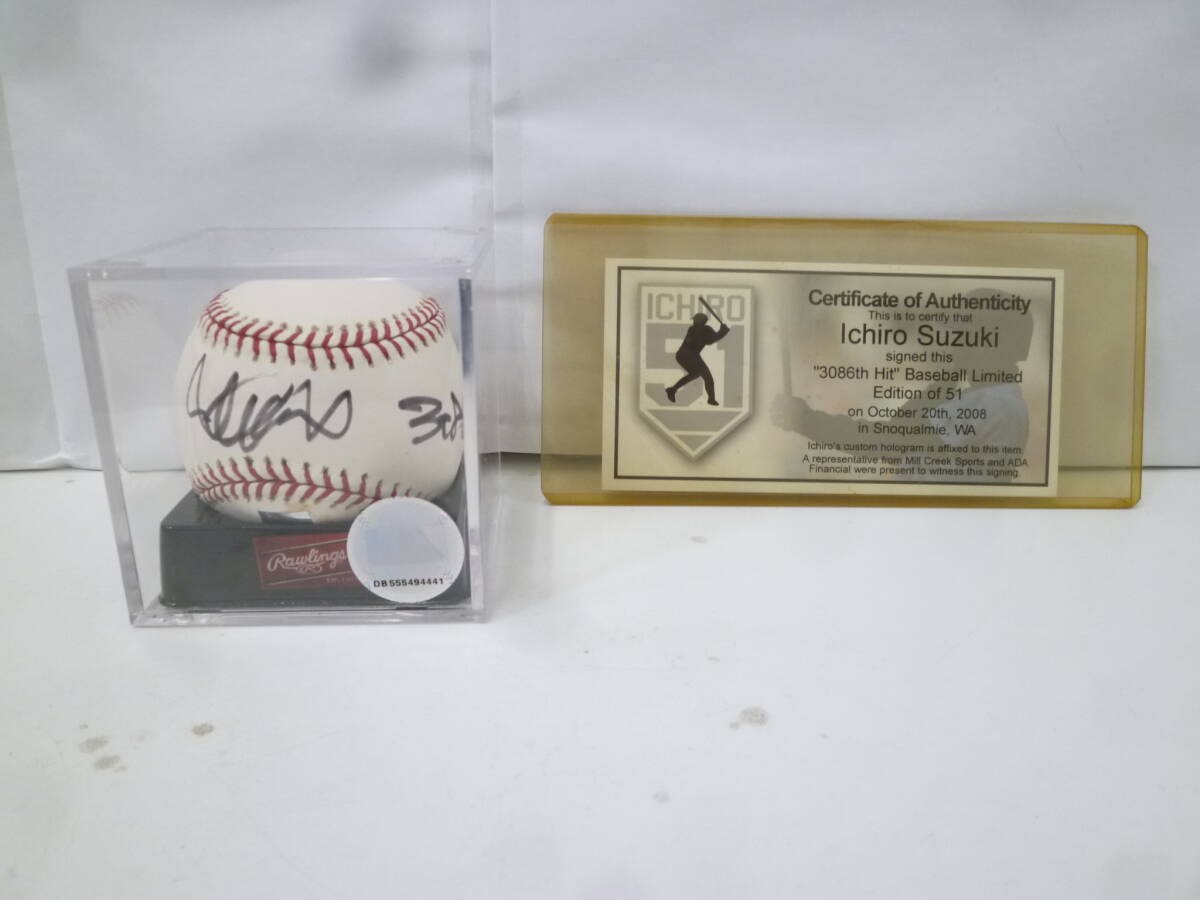 308
Rawlings
DB555494441
ICHIRO
51
Certificate of Authenticity
This is to certify that
Ichiro Suzuki
signed this
"3086th Hit" Baseball Limited
Edition of 51
on October 20th, 2008
in Snoqualmie, WA
Ichiro's custom hologram is affixed to this item.
A representative from Mill Creek Sports and ADA
Financial were present to witness this signing.